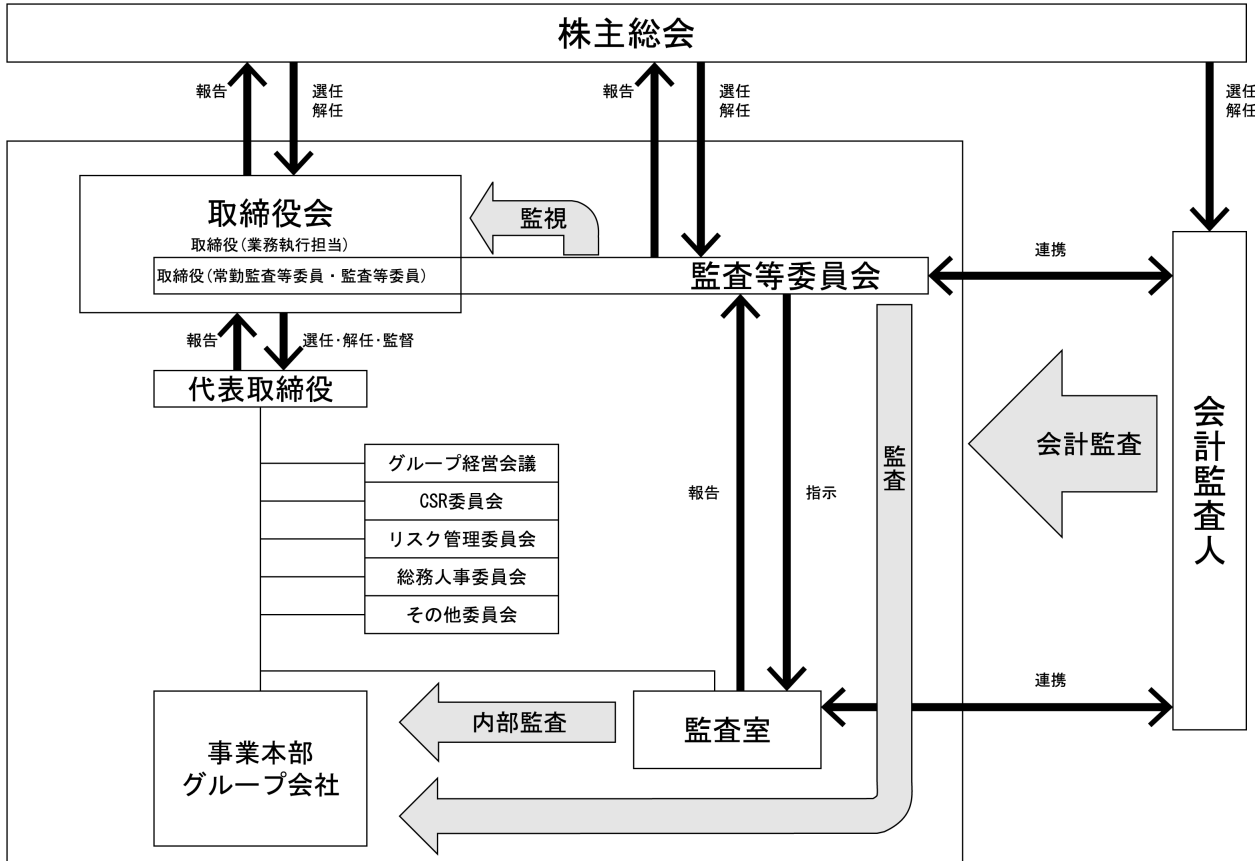 株主総会
報告
選任
解任
報告
選任
解任
選任
解任
取締役会
取締役(業務執行担当)
取締役(常勤監査等委員・監査等委員)
監視
監査等委員会
連携
報告
選任・解任・監督
代表取締役
グループ経営会議
CSR委員会
リスク管理委員会
総務人事委員会
その他委員会
報告
指示
監査
会計監査
会計監査人
連携
内部監査
監査室
事業本部
グループ会社